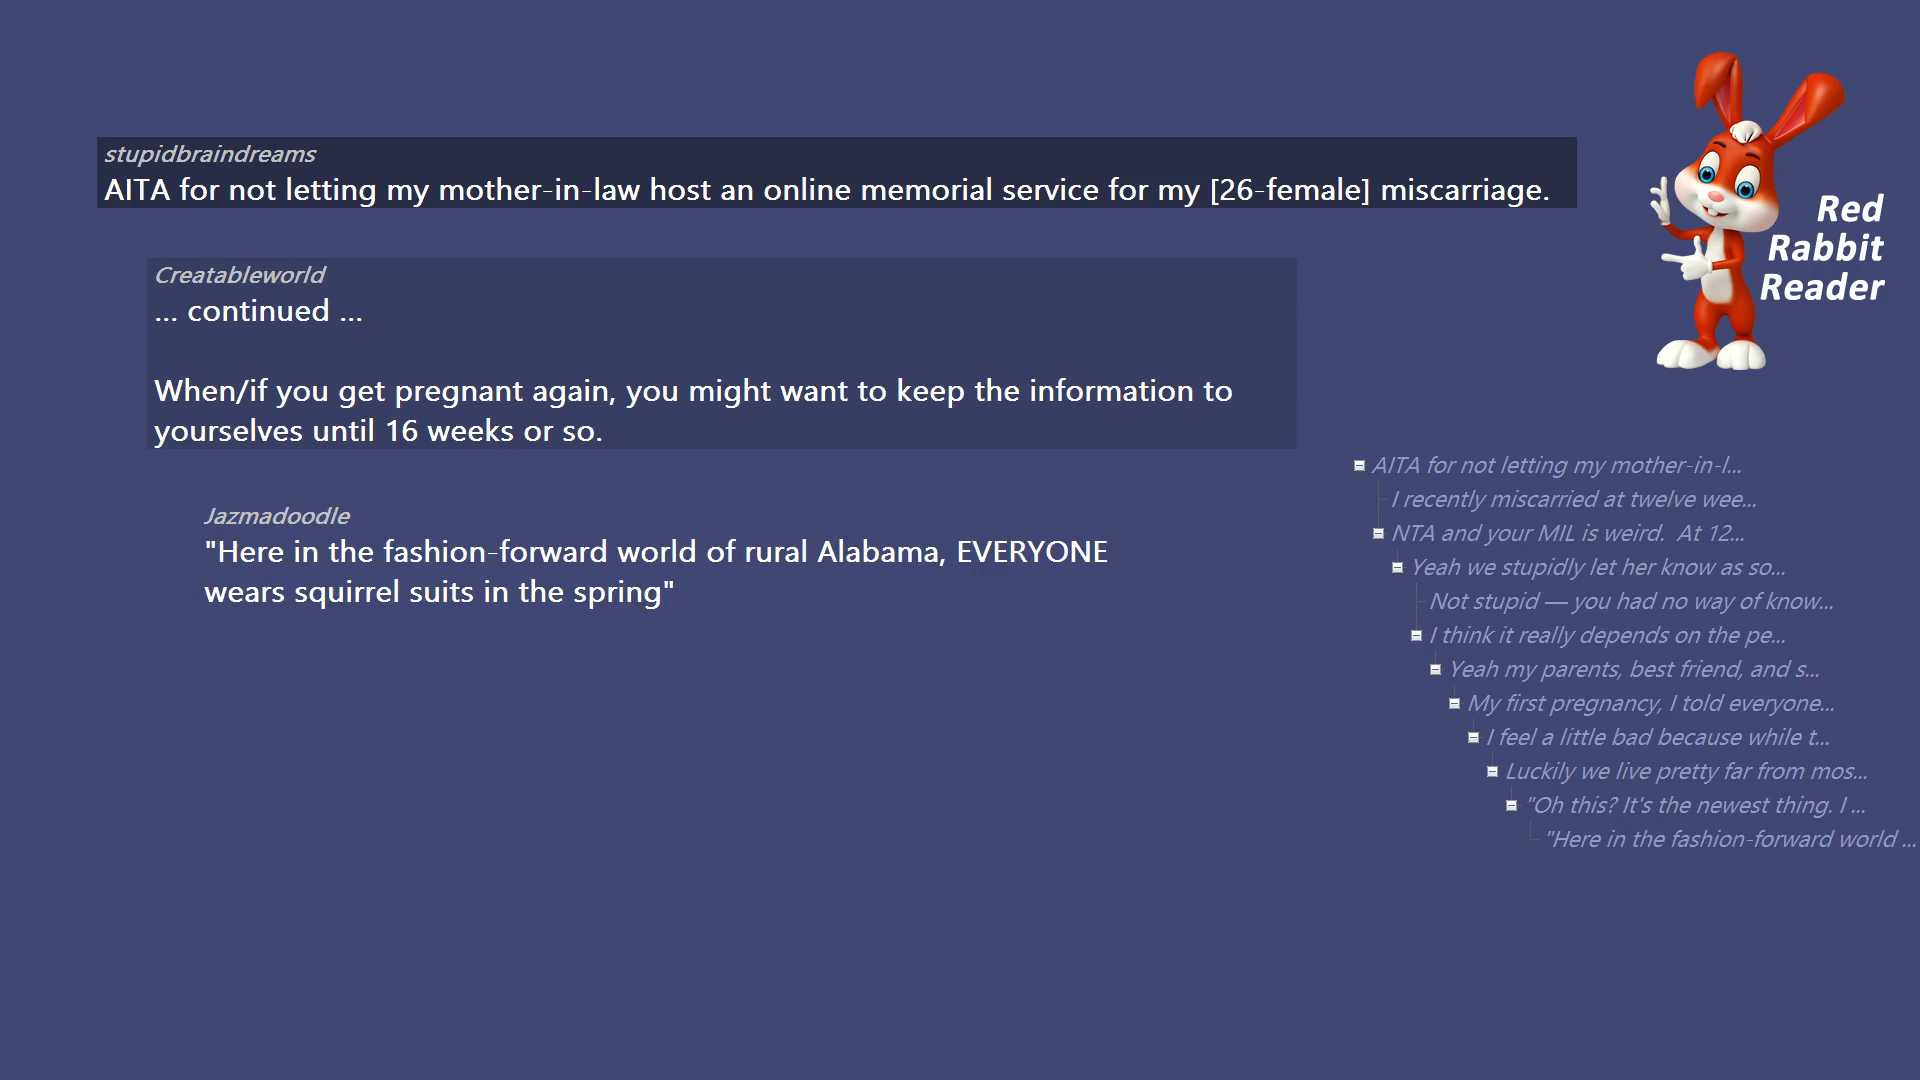 stupidbraindreams
AITA for not letting my mother-in-law host an online memorial service for my [26-female] miscarriage.
Creatableworld
... continued ...
When/if you get pregnant again, you might want to keep the information to
yourselves until 16 weeks or so.
Jazmadoodle
"Here in the fashion-forward world of rural Alabama, EVERYONE
wears squirrel suits in the spring"
Red
Rabbit
Reader
AITA for not letting my mother-in-l...
I recently miscarried at twelve wee...
NTA and your MIL is weird.  At 12...
Yeah we stupidly let her know as so...
Not stupid — you had no way of know...
I think it really depends on the pe...
Yeah my parents, best friend, and s...
My first pregnancy, I told everyone...
I feel a little bad because while t...
Luckily we live pretty far from mos...
"Oh this? It's the newest thing. I ...
"Here in the fashion-forward world ...